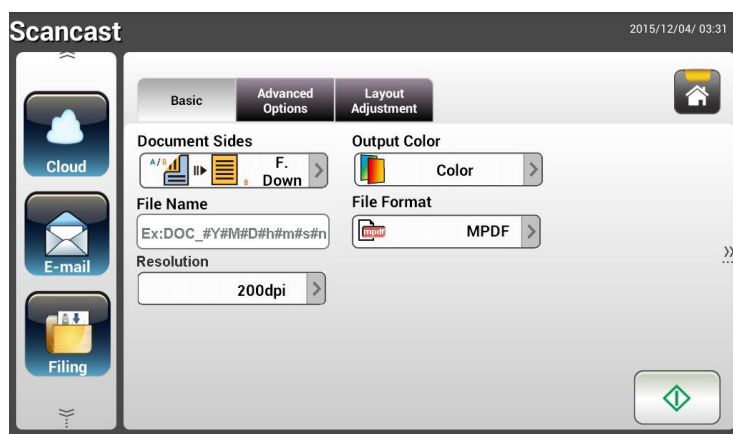 Scancast
2015/12/04/ 03:31
Cloud
E-mail
Filing
Basic
Advanced
Options
Layout
Adjustment
Document Sides
A/B
B
F.
Down
Output Color
Color
File Name
Ex:DOC_#Y#M#D#h#m#s#n
File Format
mpdf
MPDF
Resolution
200dpi